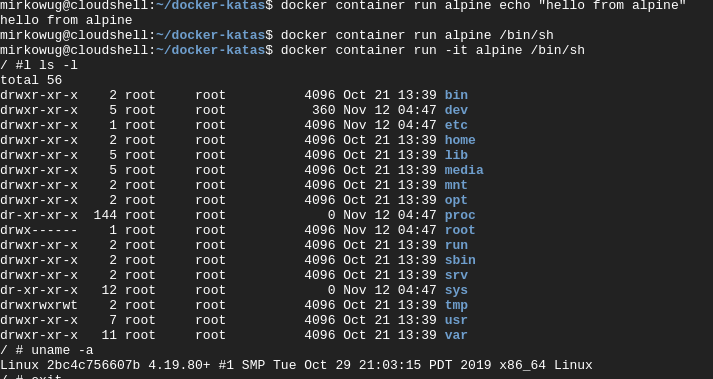 mirkowug@cloudshell:~/docker-katas$ docker container run alpine echo "hello from alpine"
hello from alpine
mirkowug@cloudshell:~/docker-katas$ docker container run alpine /bin/sh
mirkowug@cloudshell:~/docker-katas$ docker container run -it alpine /bin/sh
/ #l ls -l
total 56
drwxr-xr-x    2 root     root          4096 Oct 21 13:39 bin
drwxr-xr-x    5 root     root           360 Nov 12 04:47 dev
drwxr-xr-x    1 root     root          4096 Nov 12 04:47 etc
drwxr-xr-x    2 root     root          4096 Oct 21 13:39 home
drwxr-xr-x    5 root     root          4096 Oct 21 13:39 lib
drwxr-xr-x    5 root     root          4096 Oct 21 13:39 media
drwxr-xr-x    2 root     root          4096 Oct 21 13:39 mnt
drwxr-xr-x    2 root     root          4096 Oct 21 13:39 opt
dr-xr-xr-x  144 root     root             0 Nov 12 04:47 proc
drwx------    1 root     root          4096 Nov 12 04:47 root
drwxr-xr-x    2 root     root          4096 Oct 21 13:39 run
drwxr-xr-x    2 root     root          4096 Oct 21 13:39 sbin
drwxr-xr-x    2 root     root          4096 Oct 21 13:39 srv
dr-xr-xr-x   12 root     root             0 Nov 12 04:47 sys
drwxrwxrwt    2 root     root          4096 Oct 21 13:39 tmp
drwxr-xr-x    7 root     root          4096 Oct 21 13:39 usr
drwxr-xr-x   11 root     root          4096 Oct 21 13:39 var
/ # uname -a
Linux 2bc4c756607b 4.19.80+ #1 SMP Tue Oct 29 21:03:15 PDT 2019 x86_64 Linux
/ # exit